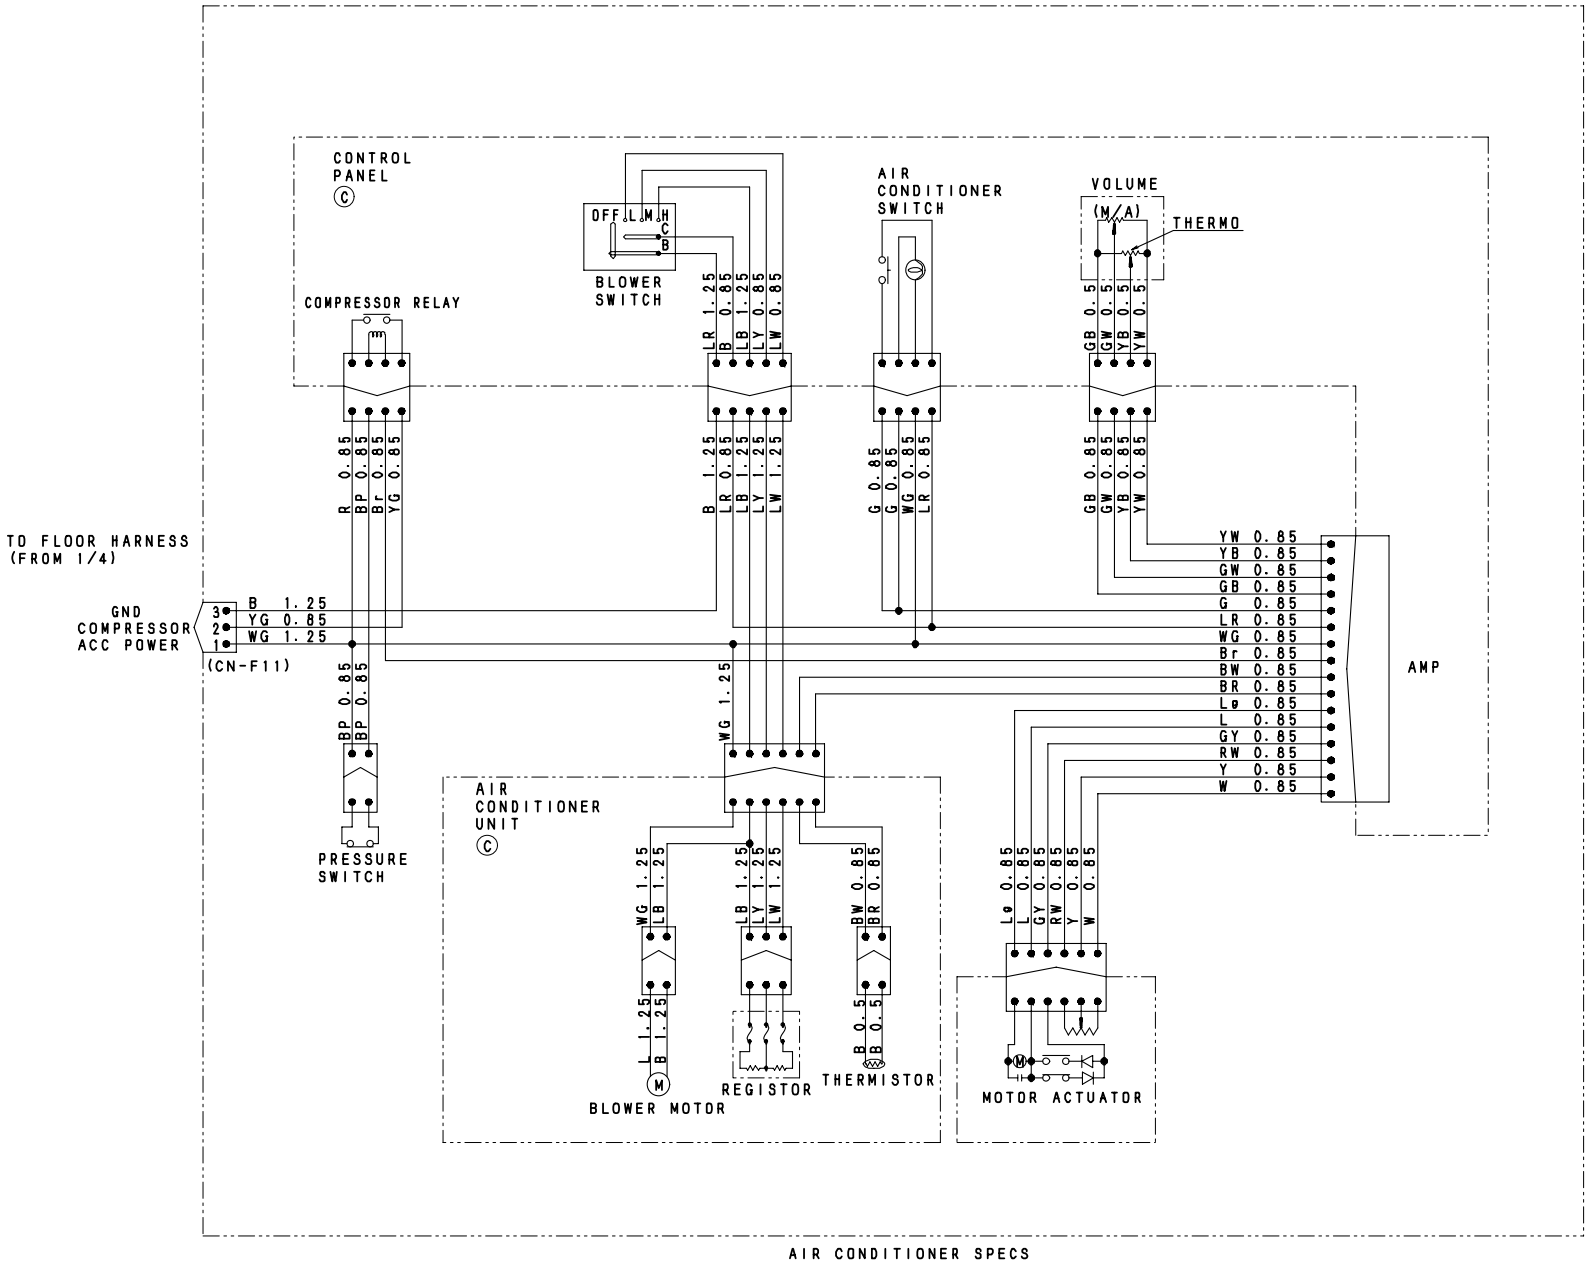 CONTROL
PANEL
C
OFF L M H
C
B
BLOWER
SWITCH
AIR
CONDITIONER
SWITCH
VOLUME
(M/A)
THERMO
COMPRESSOR RELAY
LR 1.25
B 0.85
LB 1.25
LY 0.85
LW 0.85
GB 0.5
GW 0.5
YB 0.5
YW 0.5
R 0.85
BP 0.85
Br 0.85
YG 0.85
B 1.25
LR 0.85
LB 1.25
LY 1.25
LW 1.25
G 0.85
G 0.85
WG 0.85
LR 0.85
GB 0.85
GW 0.85
YB 0.85
YW 0.85
TO FLOOR HARNESS
(FROM 1/4)
GND
COMPRESSOR
ACC POWER
3
2
1
(CN-F11)
B 1.25
YG 0.85
WG 1.25
YW 0.85
YB 0.85
GW 0.85
GB 0.85
G 0.85
LR 0.85
WG 0.85
Br 0.85
BW 0.85
BR 0.85
Lg 0.85
L 0.85
GY 0.85
RW 0.85
Y 0.85
W 0.85
AMP
BP 0.85
BP 0.85
WG 1.25
PRESSURE
SWITCH
AIR
CONDITIONER
UNIT
C
WG 1.25
LB 1.25
LB 1.25
LY 1.25
LW 1.25
BW 0.85
BR 0.85
Lg 0.85
L 0.85
GY 0.85
RW 0.85
Y 0.85
W 0.85
L 1.25
B 1.25
B 0.5
B 0.5
M
BLOWER MOTOR
REGISTOR
THERMISTOR
M
MOTOR ACTUATOR
AIR CONDITIONER SPECS